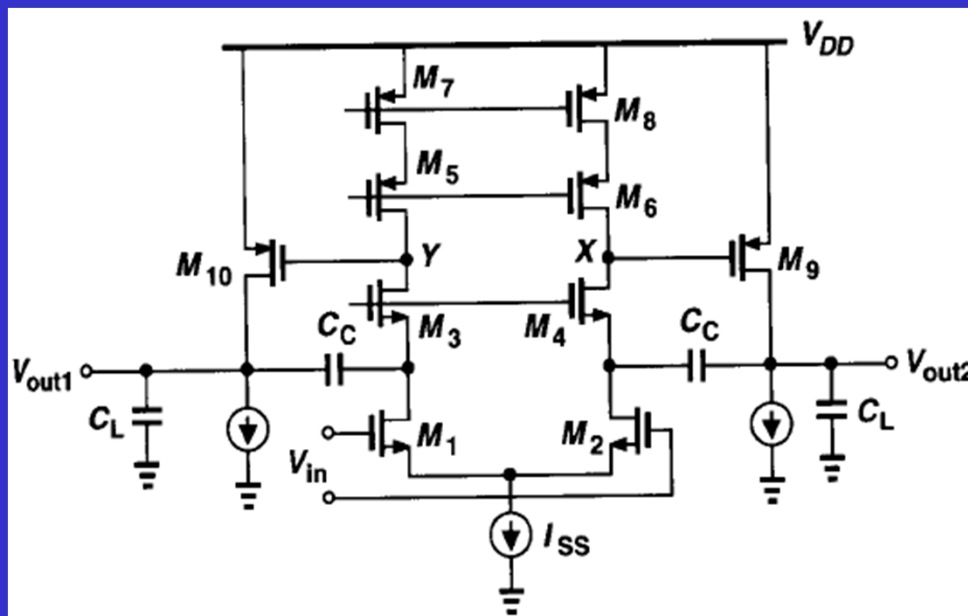 V_DD
M_7
M_8
M_5
M_6
M_10
Y
X
M_9
C_C
M_3
M_4
C_C
V_out1
V_out2
C_L
M_1
M_2
C_L
V_in
I_SS